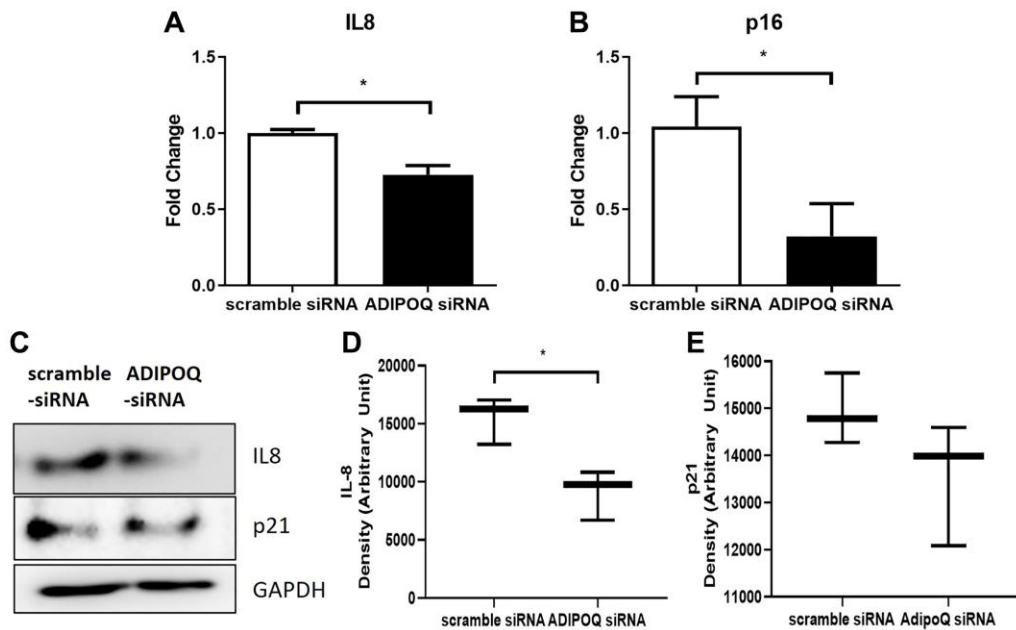 A
IL8
Fold Change
1.5
1.0
0.5
0.0
*
scramble siRNA ADIPOQ siRNA
B
p16
Fold Change
1.5
1.0
0.5
0.0
*
scramble siRNA ADIPOQ siRNA
C
scramble
-siRNA
ADIPOQ
-siRNA
IL8
p21
GAPDH
D
IL-8
Density (Arbitrary Unit)
20000
15000
10000
5000
0
*
scramble siRNA ADIPOQ siRNA
E
p21
Density (Arbitrary Unit)
16000
15000
14000
13000
12000
11000
scramble siRNA AdipoQ siRNA